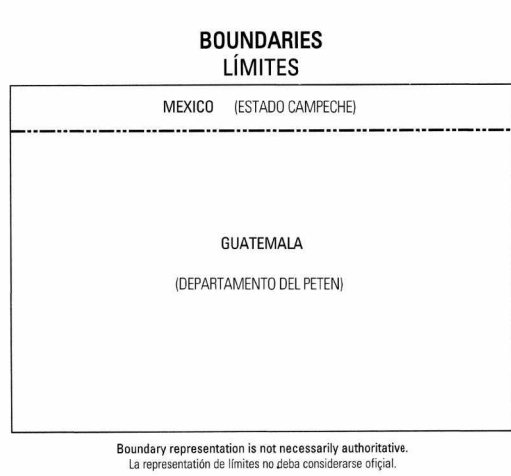 BOUNDARIES
LÍMITES
MEXICO (ESTADO CAMPECHE)
GUATEMALA
(DEPARTAMENTO DEL PETEN)
Boundary representation is not necessarily authoritative.
La representatión de límites no deba considerarse ofiçial.